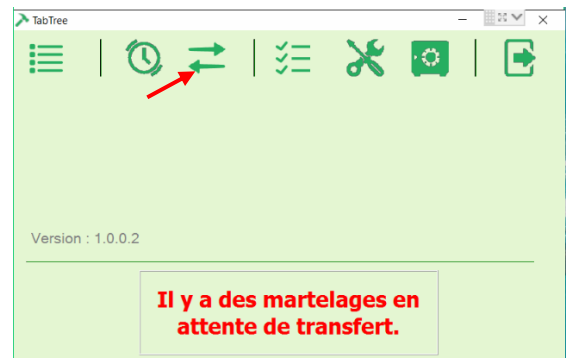 TabTree
Version : 1.0.0.2
Il y a des martelages en
attente de transfert.